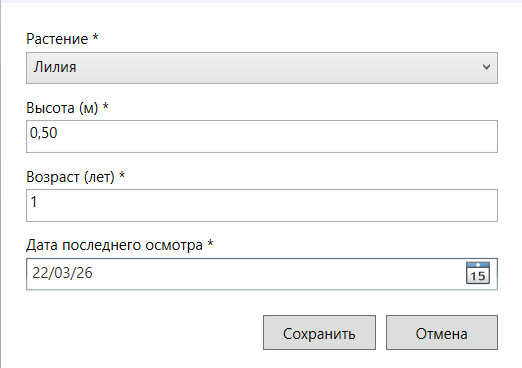 Растение *
Лилия
Высота (м) *
0,50
Возраст (лет) *
1
Дата последнего осмотра *
22/03/26
15
Сохранить
Отмена